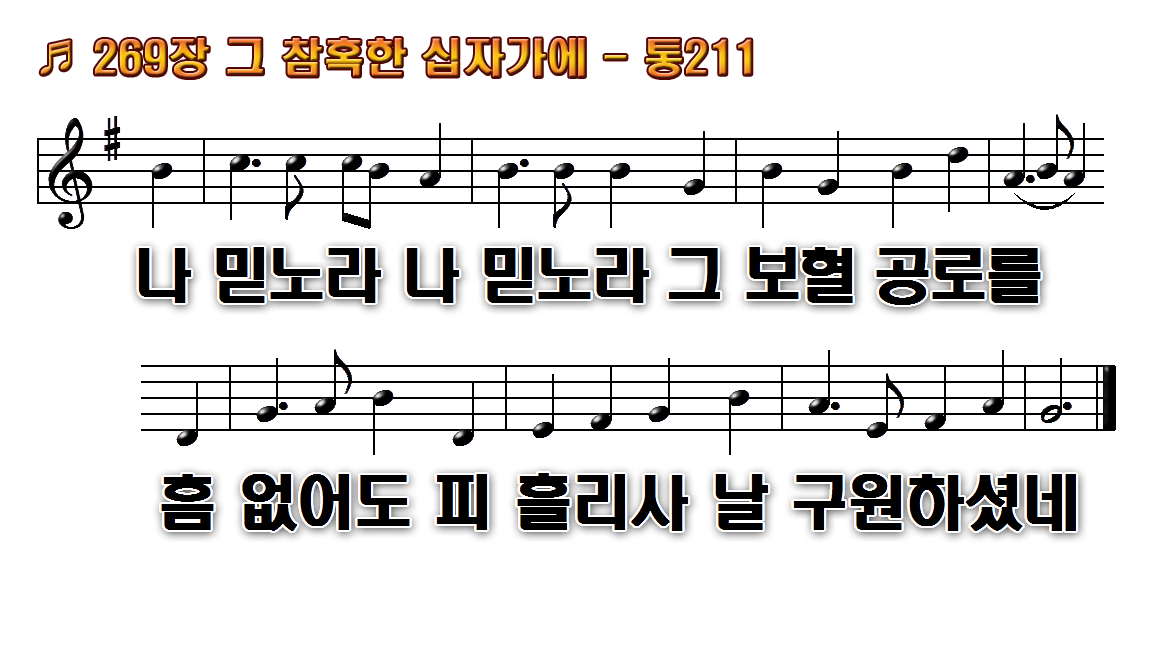 ♬ 269장 그 참혹한 십자가에 - 통211
나 믿노라 나 믿노라 그 보혈 공로를
흠 없어도 피 흘리사 날 구원하셨네